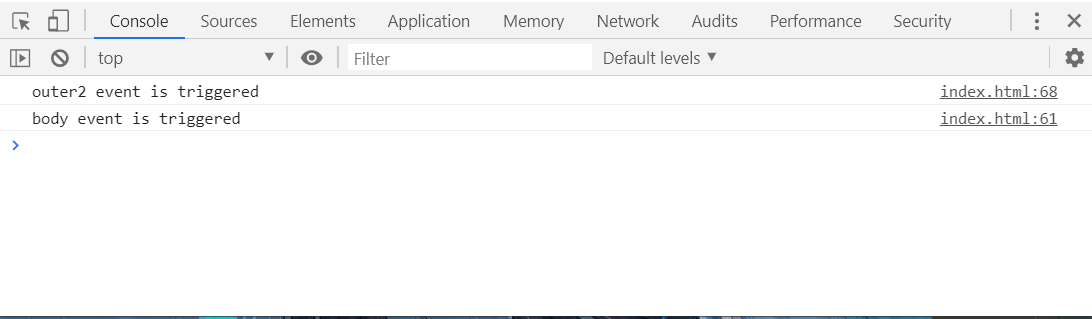 Console Sources Elements Application Memory Network Audits Performance Security
top Filter Default levels
outer2 event is triggered index.html:68
body event is triggered index.html:61